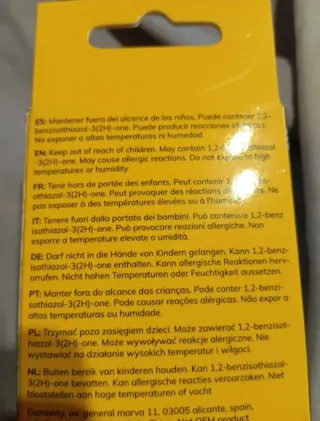 ES: Mantener fuera del alcance de los niños. Puede contener 1,2-
benzisothiazol-3(2H)-one. Puede producir reacciones
No exponer a altas temperaturas ni humedad.
EN: Keep out of reach of children. May contain 1,2-
-3(2H)-one. May cause allergic reactions. Do not expose to high
temperatures or humidity
FR: Tenir hors de portée des enfants. Peut contenir 1,
othiazol-3(2H)-one. Peut provoquer des réactions Ne
pas exposer à des températures élevées ou à
IT: Tenere fuori dalla portata dei bambini. Può contenere 1,2-benz
isothiazol-3(2H)-one. Può provocare reazioni allergiche. Non
esporre a temperature elevate o umidità.
DE: Darf nicht in die Hände von Kindern gelangen. Kann 1,2-benz-
isothiazol-3(2H)-one enthalten. Kann allergische Reaktionen herv-
orrufen. Nicht hohen Temperaturen oder Feuchtigkeit aussetzen.
PT: Manter fora do alcance das crianças. Pode conter 1,2-benzi-
sothiazol-3(2H)-one. Pode causar reações alérgicas. Não expor a
altas temperaturas ou humidade.
PL: Trzymać poza zasięgiem dzieci. Może zawierać 1,2-benzisot-
hiazol-3(2H)-one. Może wywoływać reakcje alergiczne. Nie
wystawiać na działanie wysokich temperatur i wilgoci.
NL: Buiten bereik van kinderen houden. Kan 1,2-benzisothiazol-
3(2H)-one bevatten. Kan allergische reacties veroorzaken. Niet
blootstellen aan hoge temperaturen of vocht
general marva 11, 03005 alicante, spain,
Not OEM product